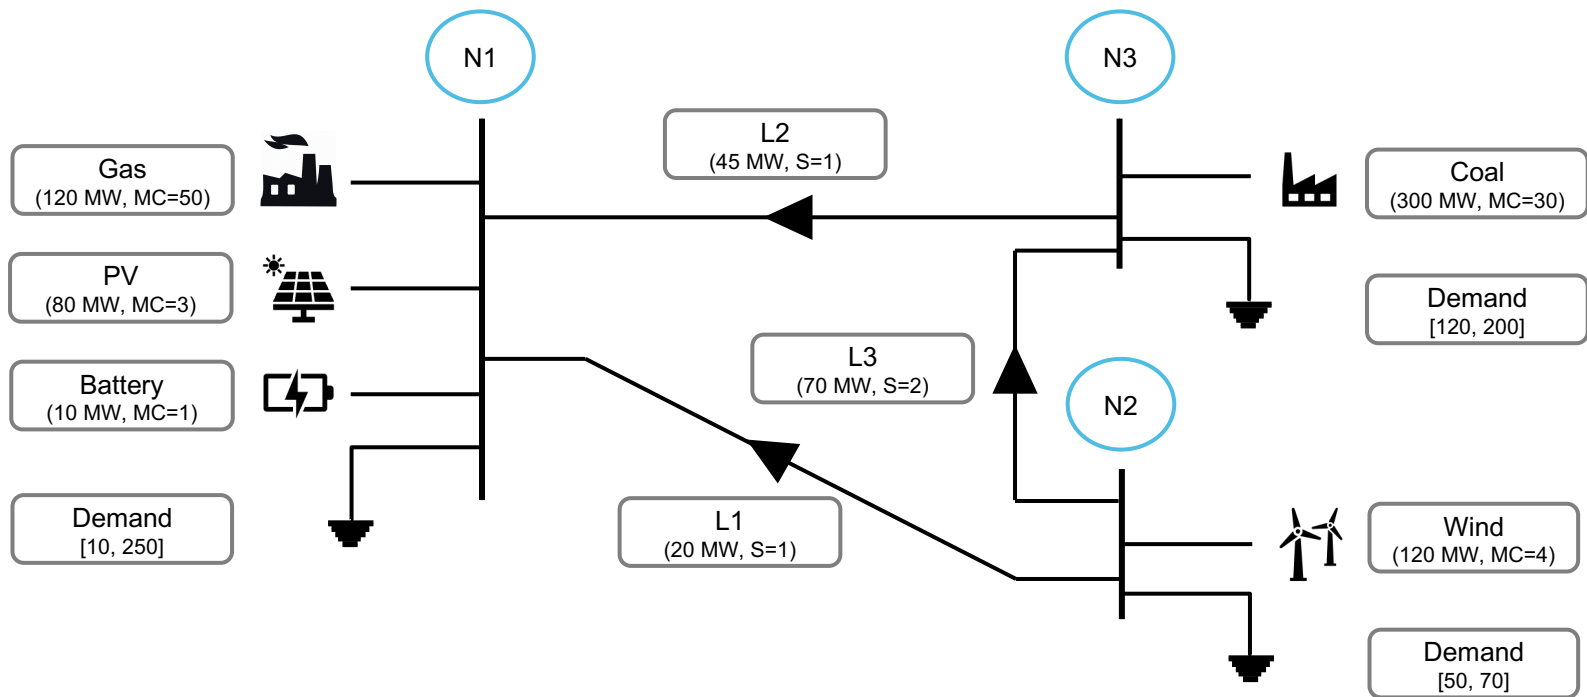 N1
N3
L2
(45 MW, S=1)
Gas
(120 MW, MC=50)
Coal
(300 MW, MC=30)
PV
(80 MW, MC=3)
Demand
[120, 200]
Battery
(10 MW, MC=1)
L3
(70 MW, S=2)
N2
Demand
[10, 250]
L1
(20 MW, S=1)
Wind
(120 MW, MC=4)
Demand
[50, 70]